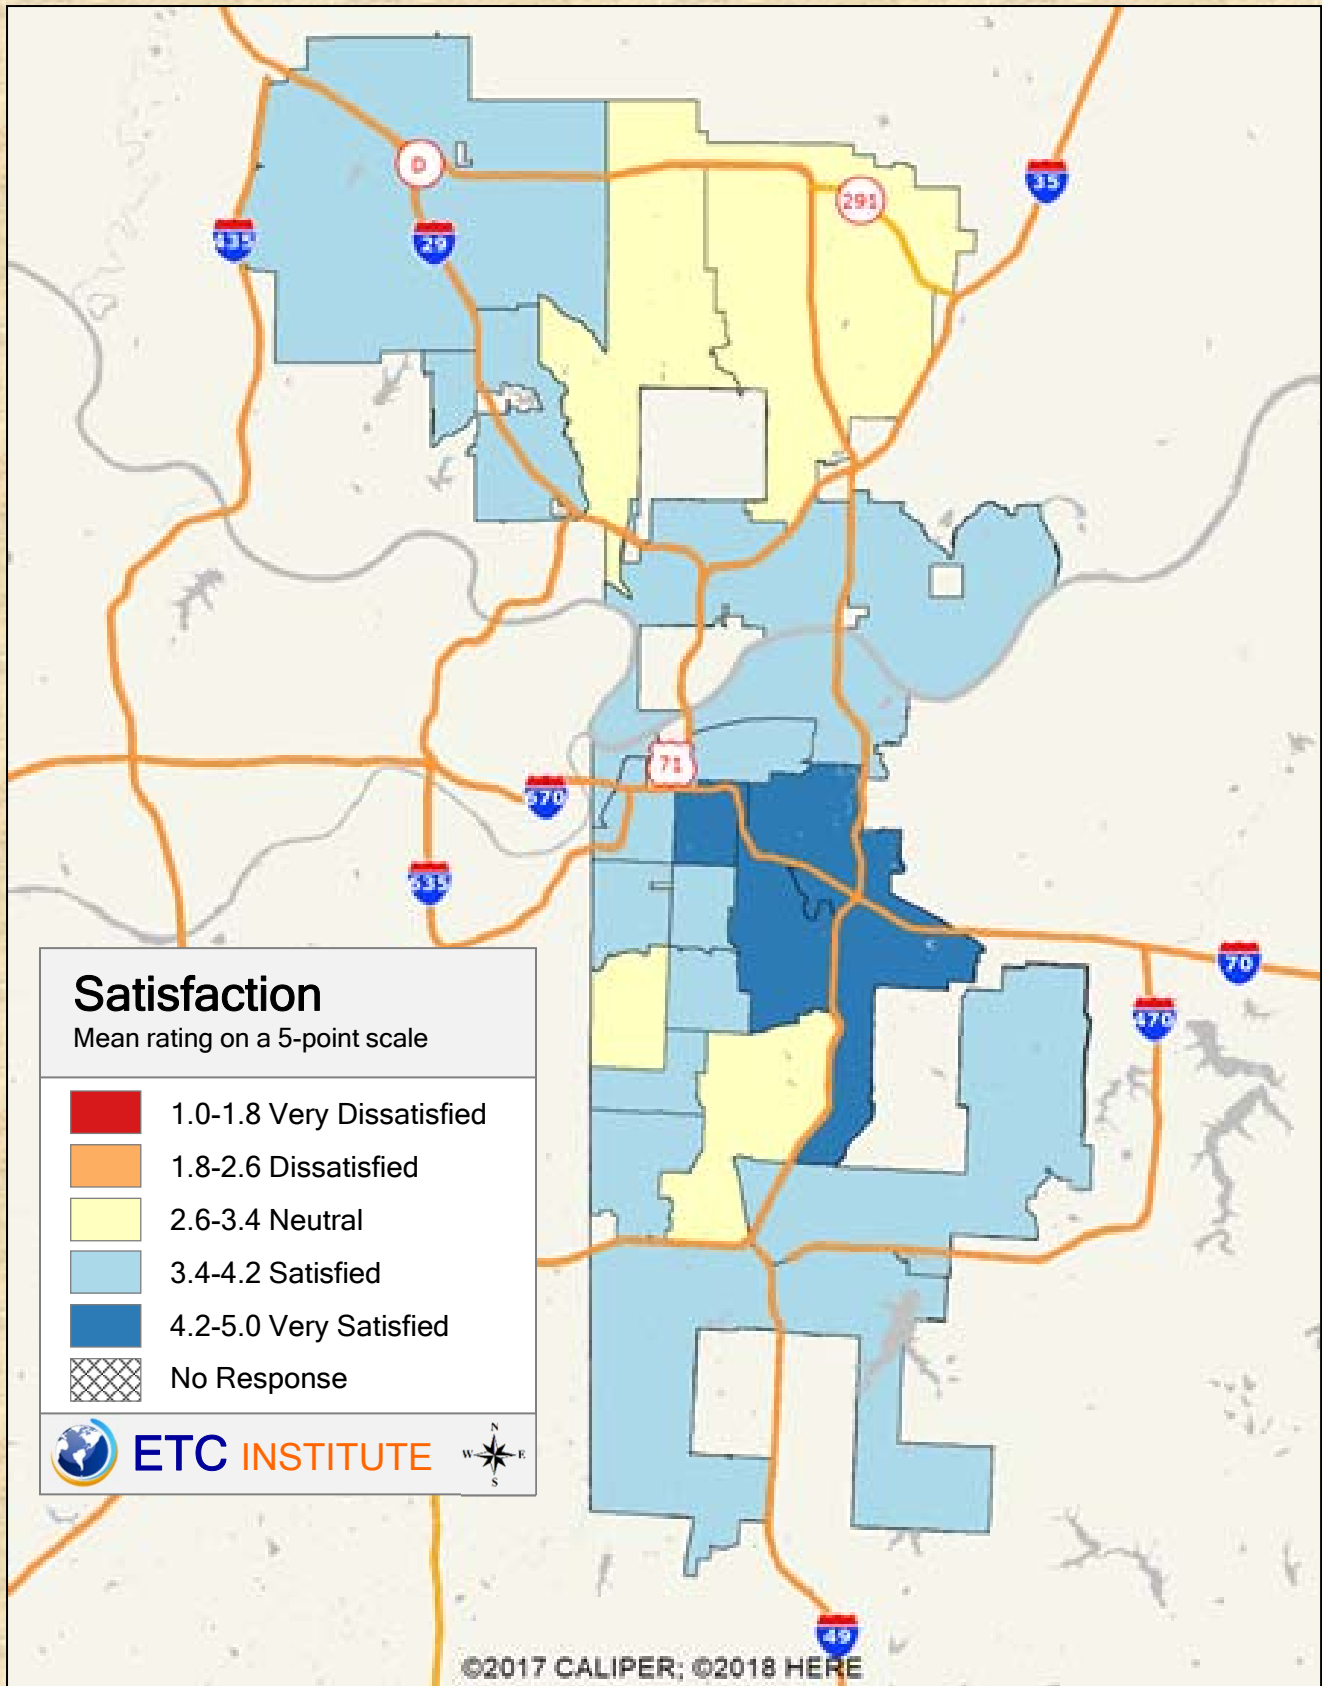 D
291
35
435
29
71
670
635
70
470
Satisfaction
Mean rating on a 5-point scale
1.0-1.8 Very Dissatisfied
1.8-2.6 Dissatisfied
2.6-3.4 Neutral
3.4-4.2 Satisfied
4.2-5.0 Very Satisfied
No Response
ETC INSTITUTE
N
W E
S
49
©2017 CALIPER; ©2018 HERE